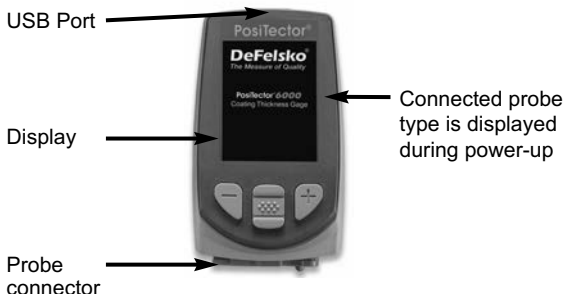 USB Port
PosiTector®
DeFelsko®
The Measure of Quality
PosiTector 6000
Coating Thickness Gage
Connected probe
type is displayed
during power-up
Display
Probe
connector